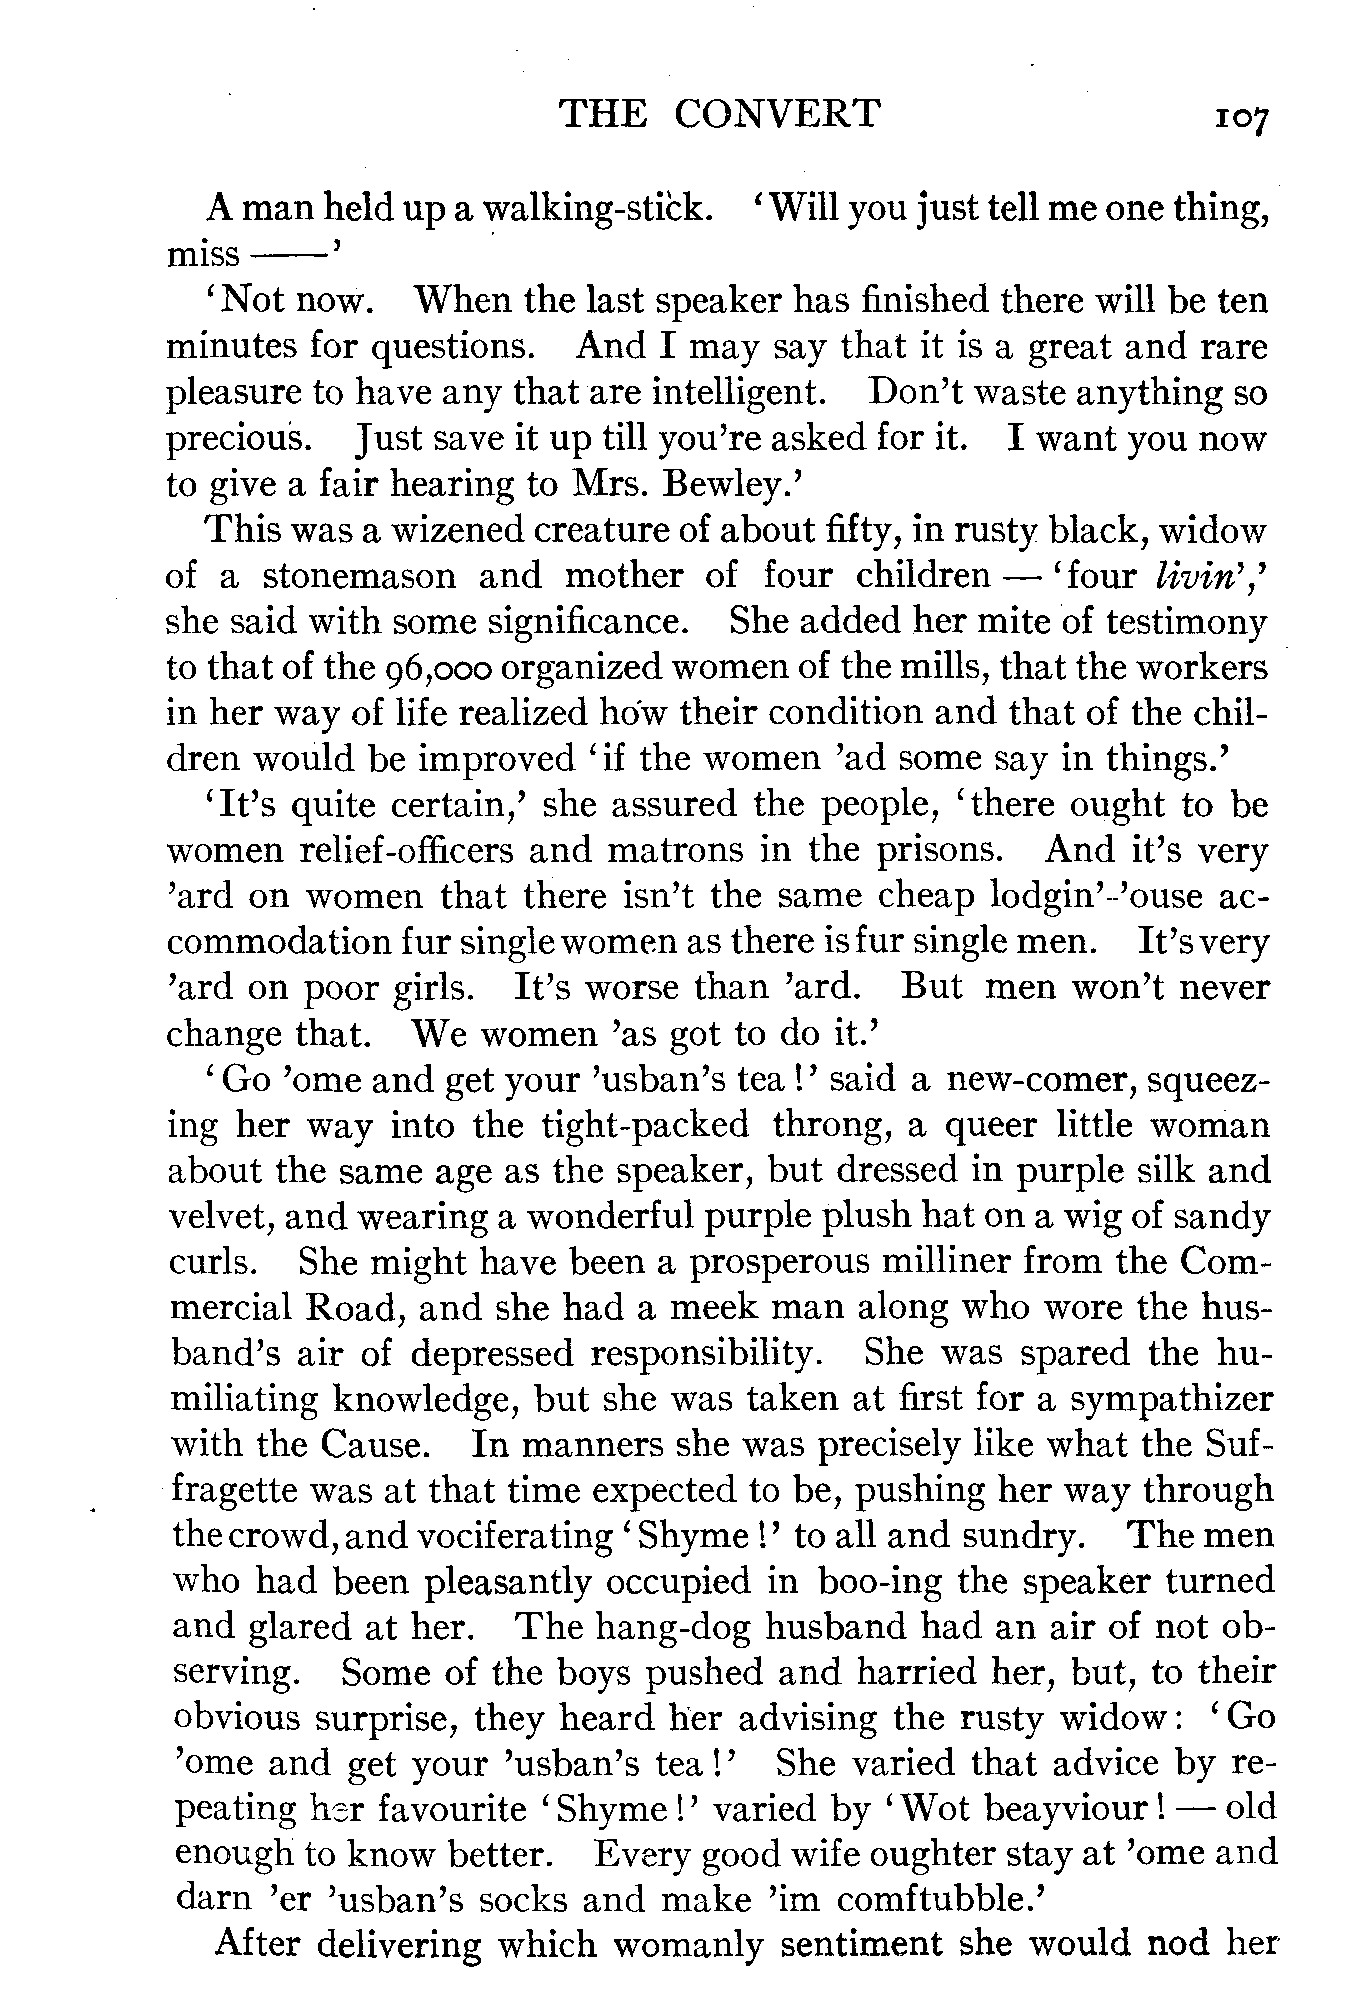 THE CONVERT 107
A man held up a walking-stick. 'Will you just tell me one thing,
miss ——'
'Not now. When the last speaker has finished there will be ten
minutes for questions. And I may say that it is a great and rare
pleasure to have any that are intelligent. Don't waste anything so
precious. Just save it up till you're asked for it. I want you now
to give a fair hearing to Mrs. Bewley.'
This was a wizened creature of about fifty, in rusty black, widow
of a stonemason and mother of four children — 'four livin','
she said with some significance. She added her mite of testimony
to that of the 96,000 organized women of the mills, that the workers
in her way of life realized how their condition and that of the chil-
dren would be improved 'if the women 'ad some say in things.'
'It's quite certain,' she assured the people, 'there ought to be
women relief-officers and matrons in the prisons. And it's very
'ard on women that there isn't the same cheap lodgin'-'ouse ac-
commodation fur single women as there is fur single men. It's very
'ard on poor girls. It's worse than 'ard. But men won't never
change that. We women 'as got to do it.'
'Go 'ome and get your 'usban's tea!' said a new-comer, squeez-
ing her way into the tight-packed throng, a queer little woman
about the same age as the speaker, but dressed in purple silk and
velvet, and wearing a wonderful purple plush hat on a wig of sandy
curls. She might have been a prosperous milliner from the Com-
mercial Road, and she had a meek man along who wore the hus-
band's air of depressed responsibility. She was spared the hu-
miliating knowledge, but she was taken at first for a sympathizer
with the Cause. In manners she was precisely like what the Suf-
fragette was at that time expected to be, pushing her way through
the crowd, and vociferating 'Shyme!' to all and sundry. The men
who had been pleasantly occupied in boo-ing the speaker turned
and glared at her. The hang-dog husband had an air of not ob-
serving. Some of the boys pushed and harried her, but, to their
obvious surprise, they heard her advising the rusty widow: 'Go
'ome and get your 'usban's tea!' She varied that advice by re-
peating her favourite 'Shyme!' varied by 'Wot beayviour! — old
enough to know better. Every good wife oughter stay at 'ome and
darn 'er 'usban's socks and make 'im comftubble.'
After delivering which womanly sentiment she would nod her